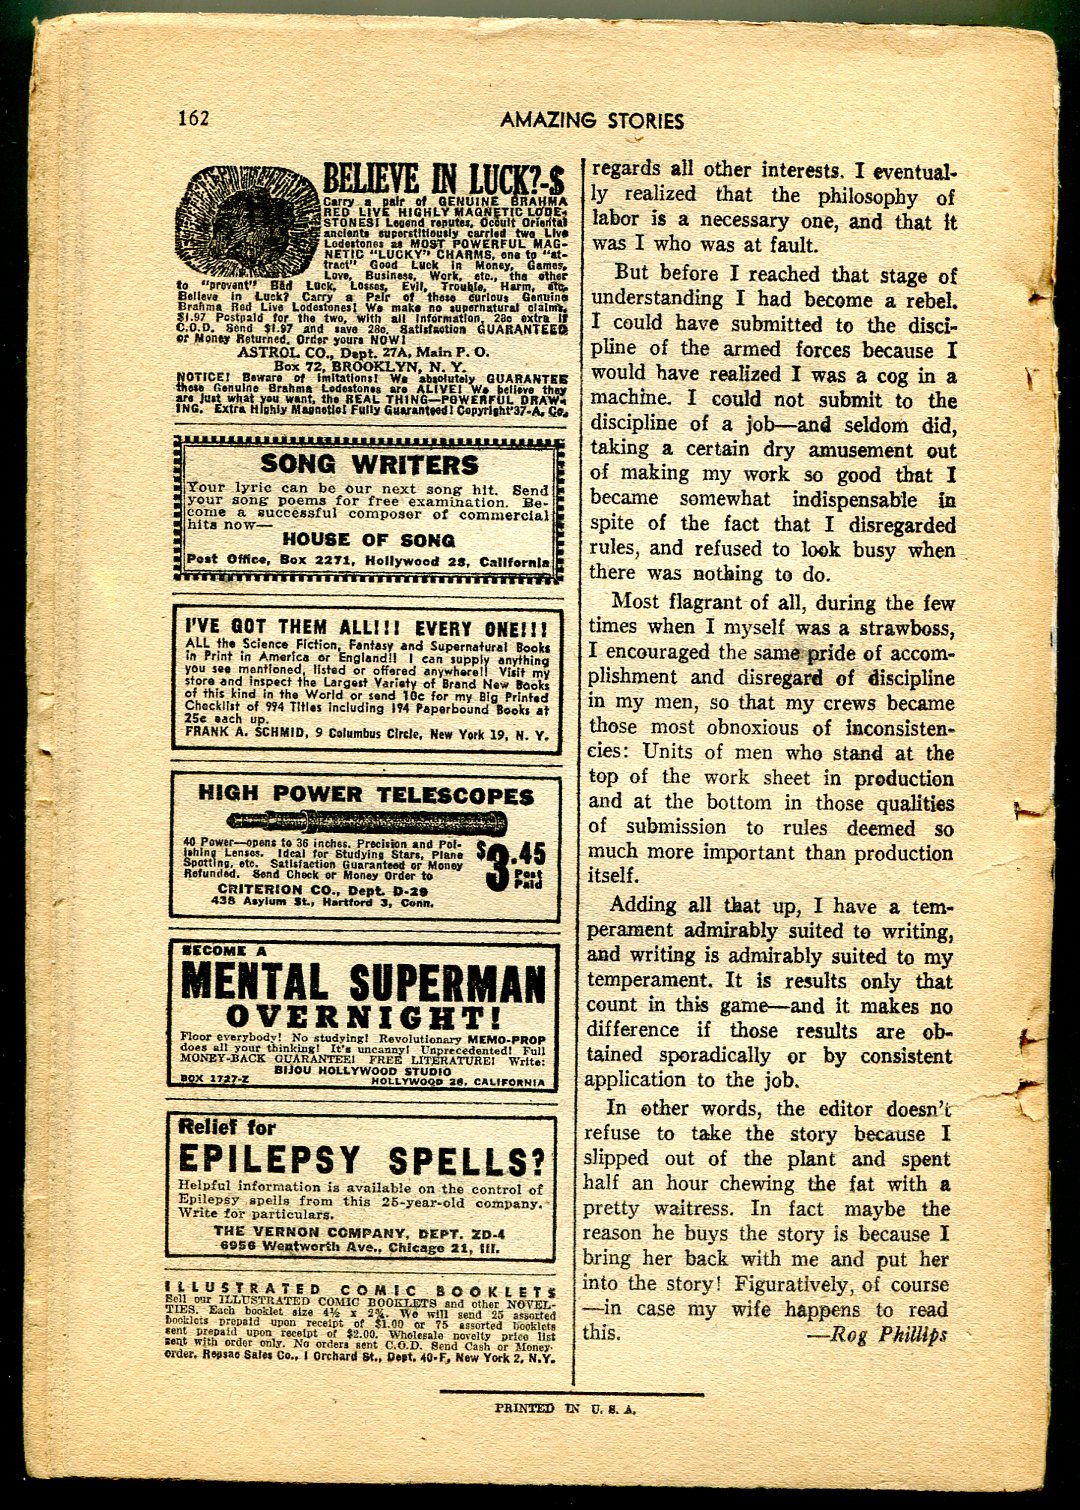 162
AMAZING STORIES
BELIEVE IN LUCK?-$
Carry a pair of GENUINE BRAHMA
RED LIVE HIGHLY MAGNETIC LODE-
STONES! Legend reputes, Occult Oriental
ancients superstitiously carried two Live
Lodestones as MOST POWERFUL MAG-
NETIC "LUCKY" CHARMS, one to "at-
tract" Good Luck in Money, Games,
Love, Business, Work, etc., the other
to "prevent" Bad Luck, Losses, Evil, Trouble, Harm, etc.
Believe in Luck? Carry a Pair of these curious Genuine
Brahma Red Live Lodestones! We make no supernatural claims.
$1.97 Postpaid for the two, with all information, 28c extra if
C.O.D. Send $1.97 and save 28c. Satisfaction GUARANTEED
or Money Returned. Order yours NOW!
ASTROL CO., Dept. 27A, Main P. O.
Box 72, BROOKLYN, N. Y.
NOTICE! Beware of imitations! We absolutely GUARANTEE
these Genuine Brahma Lodestones are ALIVE! We believe they
are just what you want, the REAL THING—POWERFUL DRAW-
ING. Extra Highly Magnetic! Fully Guaranteed! Copyright '37-A. Co.
SONG WRITERS
Your lyric can be our next song hit. Send
your song poems for free examination. Be-
come a successful composer of commercial
hits now—
HOUSE OF SONG
Post Office, Box 2271, Hollywood 28, California
I'VE GOT THEM ALL!!! EVERY ONE!!!
ALL the Science Fiction, Fantasy and Supernatural Books
in Print in America or England!! I can supply anything
you see mentioned, listed or offered anywhere!! Visit my
store and inspect the Largest Variety of Brand New Books
of this kind in the World or send 10c for my Big Printed
Checklist of 994 Titles including 194 Paperbound Books at
25c each up.
FRANK A. SCHMID, 9 Columbus Circle, New York 19, N. Y.
HIGH POWER TELESCOPES
40 Power—opens to 36 inches. Precision and Pol-
ishing Lenses. Ideal for Studying Stars, Plane
Spotting, etc. Satisfaction Guaranteed or Money
Refunded. Send Check or Money Order to
$3.45
Post
Paid
CRITERION CO., Dept. D-29
438 Asylum St., Hartford 3, Conn.
BECOME A
MENTAL SUPERMAN
OVERNIGHT!
Floor everybody! No studying! Revolutionary MEMO-PROP
does all your thinking! It's uncanny! Unprecedented! Full
MONEY-BACK GUARANTEE! FREE LITERATURE! Write:
BIJOU HOLLYWOOD STUDIO
BOX 1727-Z HOLLYWOOD 28, CALIFORNIA
Relief for
EPILEPSY SPELLS?
Helpful information is available on the control of
Epilepsy spells from this 25-year-old company.
Write for particulars.
THE VERNON COMPANY, DEPT. ZD-4
6956 Wentworth Ave., Chicago 21, Ill.
ILLUSTRATED COMIC BOOKLETS
Sell our ILLUSTRATED COMIC BOOKLETS and other NOVEL-
TIES. Each booklet size 4½ x 2¾. We will send 25 assorted
booklets prepaid upon receipt of $1.00 or 75 assorted booklets
sent prepaid upon receipt of $2.00. Wholesale novelty price list
sent with order only. No orders sent C.O.D. Send Cash or Money-
order. Repsac Sales Co., 1 Orchard St., Dept. 40-F, New York 2, N.Y.
regards all other interests. I eventual-
ly realized that the philosophy of
labor is a necessary one, and that it
was I who was at fault.
But before I reached that stage of
understanding I had become a rebel.
I could have submitted to the disci-
pline of the armed forces because I
would have realized I was a cog in a
machine. I could not submit to the
discipline of a job—and seldom did,
taking a certain dry amusement out
of making my work so good that I
became somewhat indispensable in
spite of the fact that I disregarded
rules, and refused to look busy when
there was nothing to do.
Most flagrant of all, during the few
times when I myself was a strawboss,
I encouraged the same pride of accom-
plishment and disregard of discipline
in my men, so that my crews became
those most obnoxious of inconsisten-
cies: Units of men who stand at the
top of the work sheet in production
and at the bottom in those qualities
of submission to rules deemed so
much more important than production
itself.
Adding all that up, I have a tem-
perament admirably suited to writing,
and writing is admirably suited to my
temperament. It is results only that
count in this game—and it makes no
difference if those results are ob-
tained sporadically or by consistent
application to the job.
In other words, the editor doesn't
refuse to take the story because I
slipped out of the plant and spent
half an hour chewing the fat with a
pretty waitress. In fact maybe the
reason he buys the story is because I
bring her back with me and put her
into the story! Figuratively, of course
—in case my wife happens to read
this. —Rog Phillips
PRINTED IN U. S. A.